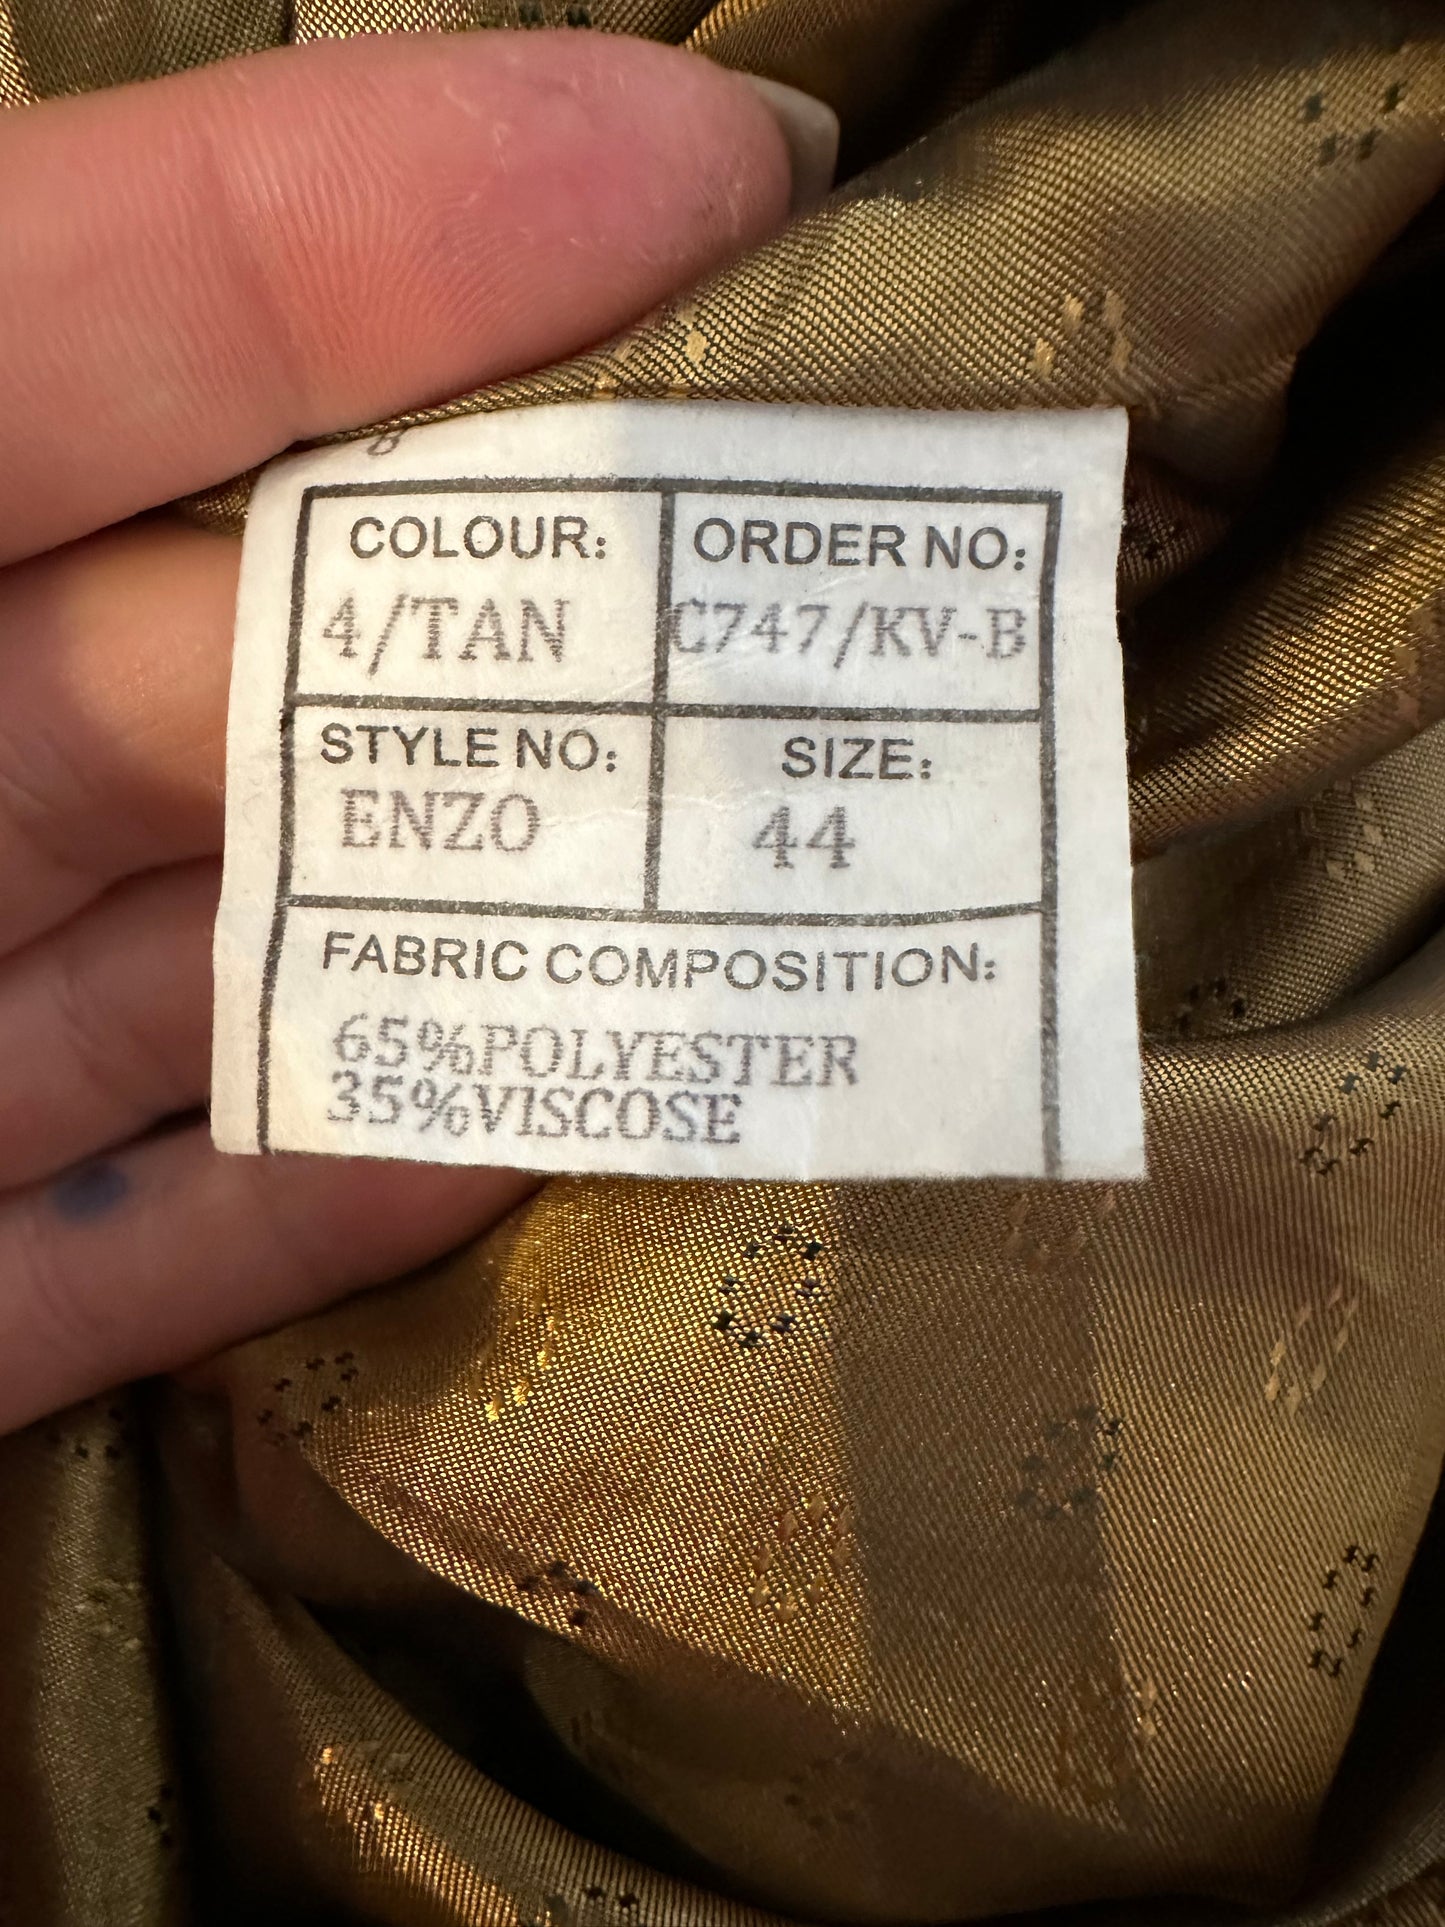 COLOUR: ORDER NO:
4/TAN C747/KV-B
STYLE NO: SIZE:
ENZO 44
FABRIC COMPOSITION:
65%POLYESTER
35%VISCOSE